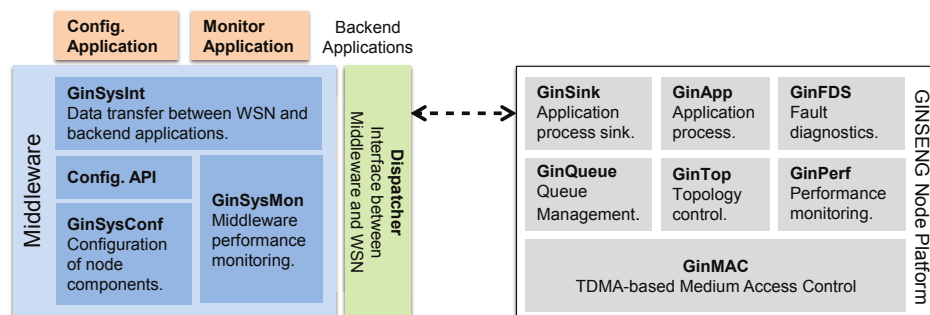 Config.
Application
Monitor
Application
Backend
Applications
Middleware
GinSysInt
Data transfer between WSN and
backend applications.
Config. API
GinSysConf
Configuration
of node
components.
GinSysMon
Middleware
performance
monitoring.
Dispatcher
Interface between
Middleware and WSN
GinSink
Application
process sink.
GinApp
Application
process.
GinFDS
Fault
diagnostics.
GinQueue
Queue
Management.
GinTop
Topology
control.
GinPerf
Performance
monitoring.
GinMAC
TDMA-based Medium Access Control
GINSENG Node Platform